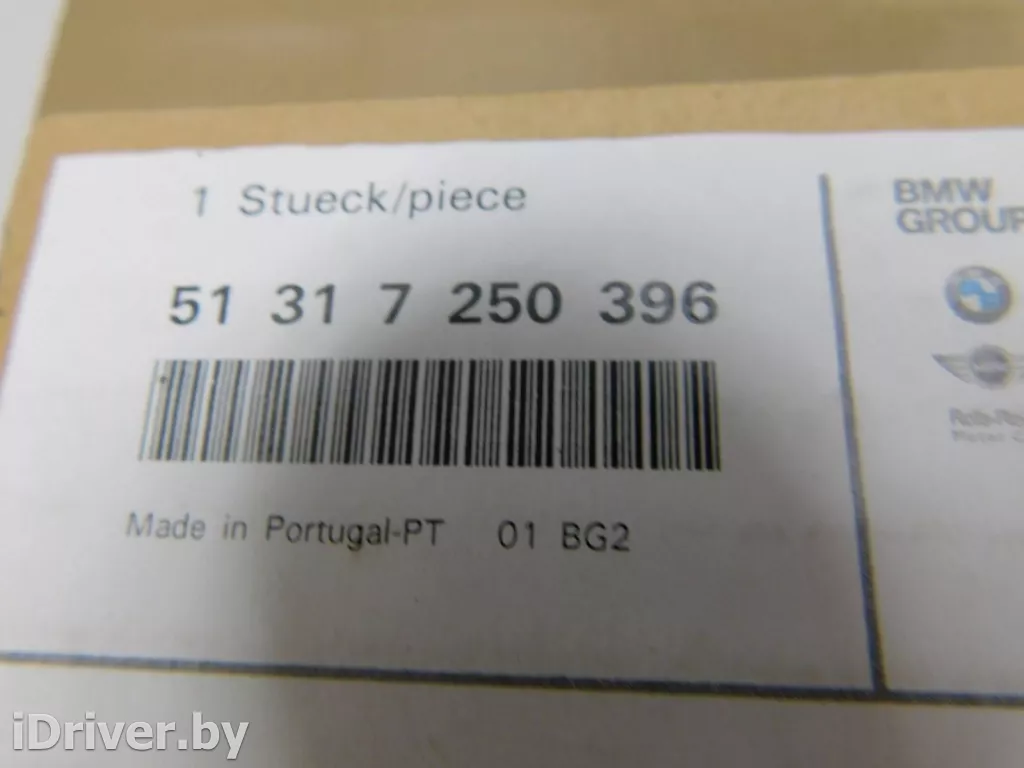 1 Stueck/piece
51 31 7 250 396
Made in Portugal-PT 01 BG2
BMW
GROUP
iDriver.by